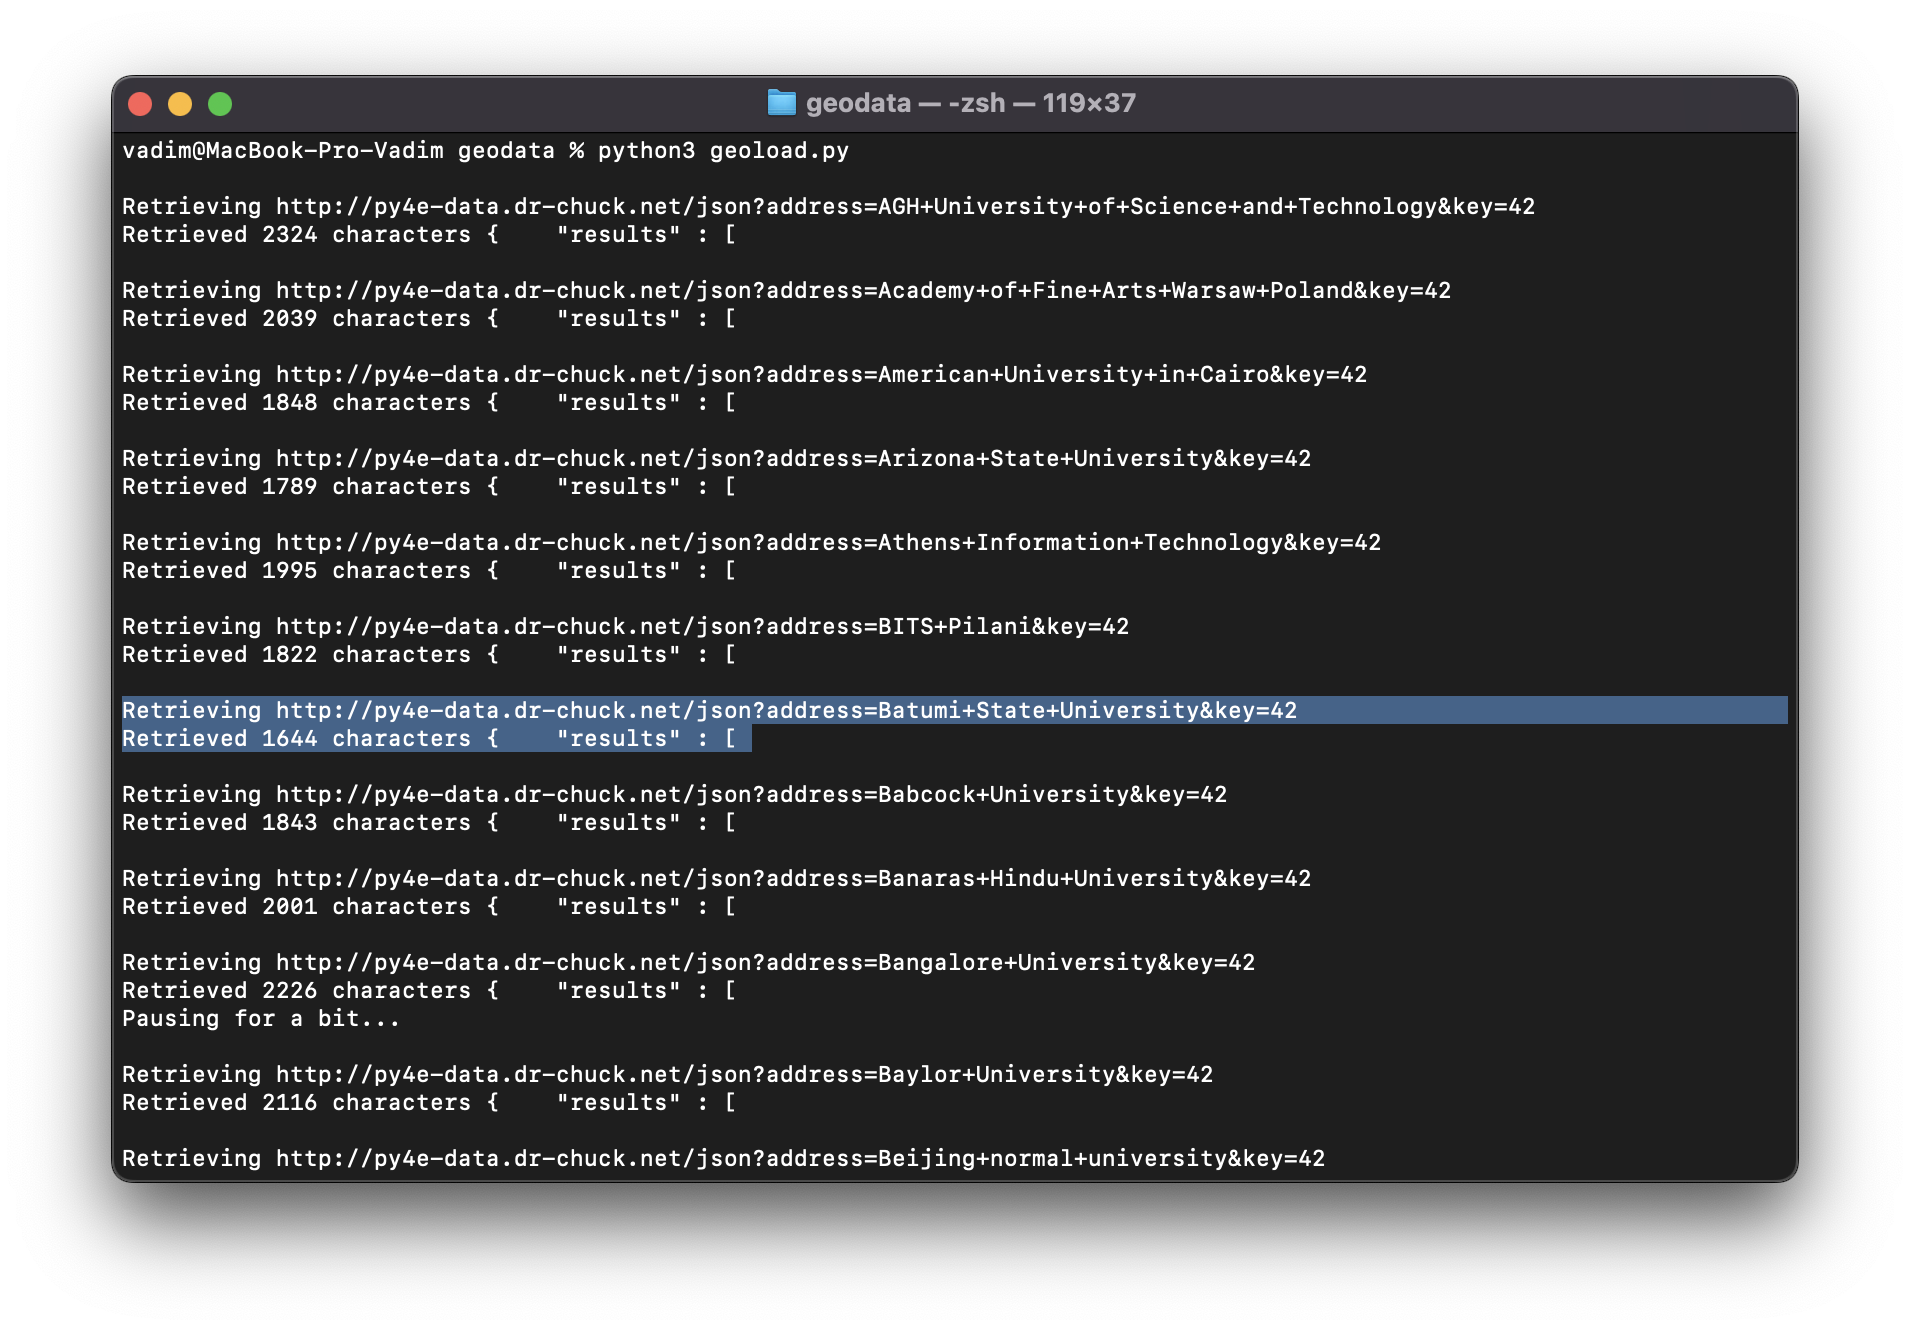 geodata — -zsh — 119×37
vadim@MacBook-Pro-Vadim geodata % python3 geoload.py
Retrieving http://py4e-data.dr-chuck.net/json?address=AGH+University+of+Science+and+Technology&key=42
Retrieved 2324 characters {    "results" : [
Retrieving http://py4e-data.dr-chuck.net/json?address=Academy+of+Fine+Arts+Warsaw+Poland&key=42
Retrieved 2039 characters {    "results" : [
Retrieving http://py4e-data.dr-chuck.net/json?address=American+University+in+Cairo&key=42
Retrieved 1848 characters {    "results" : [
Retrieving http://py4e-data.dr-chuck.net/json?address=Arizona+State+University&key=42
Retrieved 1789 characters {    "results" : [
Retrieving http://py4e-data.dr-chuck.net/json?address=Athens+Information+Technology&key=42
Retrieved 1995 characters {    "results" : [
Retrieving http://py4e-data.dr-chuck.net/json?address=BITS+Pilani&key=42
Retrieved 1822 characters {    "results" : [
Retrieving http://py4e-data.dr-chuck.net/json?address=Batumi+State+University&key=42
Retrieved 1644 characters {    "results" : [
Retrieving http://py4e-data.dr-chuck.net/json?address=Babcock+University&key=42
Retrieved 1843 characters {    "results" : [
Retrieving http://py4e-data.dr-chuck.net/json?address=Banaras+Hindu+University&key=42
Retrieved 2001 characters {    "results" : [
Retrieving http://py4e-data.dr-chuck.net/json?address=Bangalore+University&key=42
Retrieved 2226 characters {    "results" : [
Pausing for a bit...
Retrieving http://py4e-data.dr-chuck.net/json?address=Baylor+University&key=42
Retrieved 2116 characters {    "results" : [
Retrieving http://py4e-data.dr-chuck.net/json?address=Beijing+normal+university&key=42